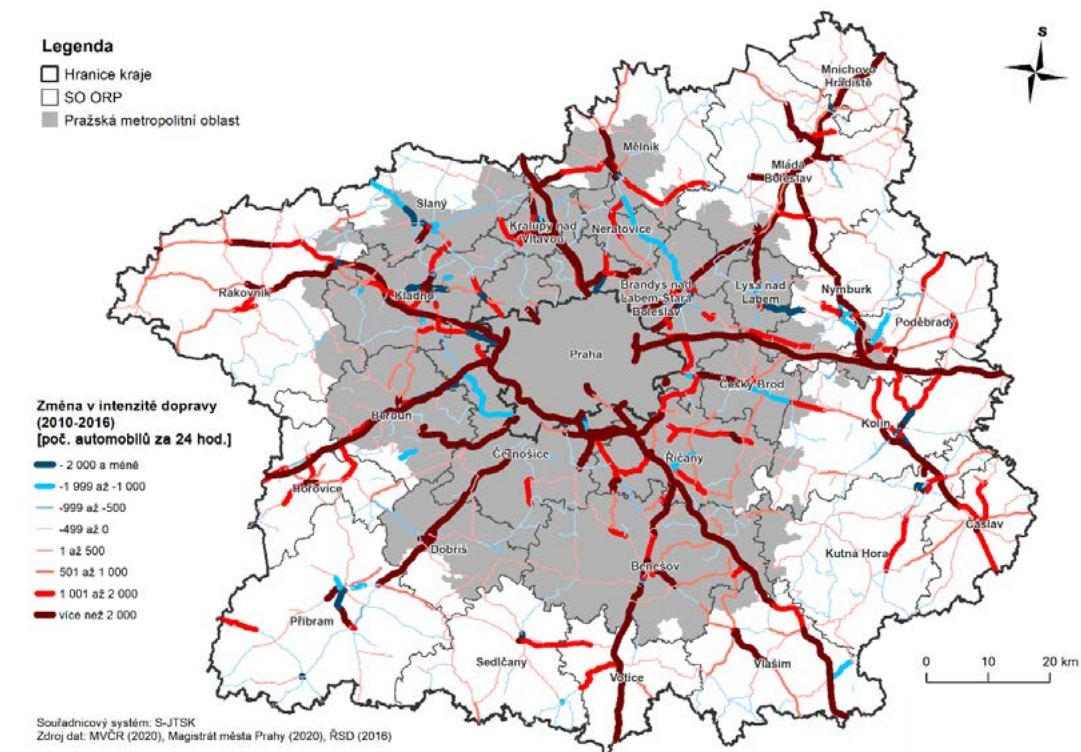 Legenda
Hranice kraje
SO ORP
Pražská metropolitní oblast
S
Mnichovo
Hradiště
Mělník
Mladá
Boleslav
Slaný
Kralupy nad
Vltavou
Neratovice
Rakovník
Kladno
Brandýs nad
Labem-Stará
Boleslav
Lysá nad
Labem
Nymburk
Poděbrady
Praha
Český Brod
Změna v intenzitě dopravy
(2010-2016)
[poč. automobilů za 24 hod.]
- 2 000 a méně
-1 999 až -1 000
-999 až -500
-499 až 0
1 až 500
501 až 1 000
1 001 až 2 000
více než 2 000
Beroun
Kolín
Černošice
Říčany
Hořovice
Čáslav
Kutná Hora
Dobříš
Benešov
Příbram
Sedlčany
Vlašim
Votice
0 10 20 km
Souřadnicový systém: S-JTSK
Zdroj dat: MVČR (2020), Magistrát města Prahy (2020), ŘSD (2016)